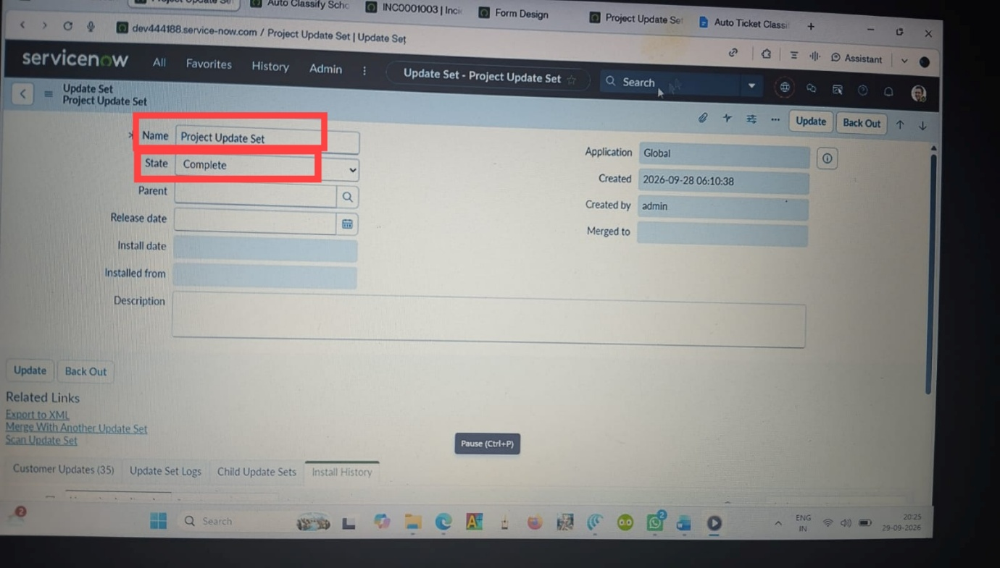 Project Update Set
Auto Classify Sche
INC0001003 | Inci
Form Design
Project Update Set
Auto Ticket Classi
dev444188.service-now.com / Project Update Set | Update Set
Assistant
servicenow
All
Favorites
History
Admin
Update Set - Project Update Set
Search
Update Set
Project Update Set
Update
Back Out
* Name Project Update Set
State Complete
Parent
Release date
Install date
Installed from
Description
Application Global
Created 2026-09-28 06:10:38
Created by admin
Merged to
Update
Back Out
Related Links
Export to XML
Merge With Another Update Set
Scan Update Set
Pause (Ctrl+P)
Customer Updates (35)
Update Set Logs
Child Update Sets
Install History
2
Search
2
ENG
IN
20:25
29-09-2026